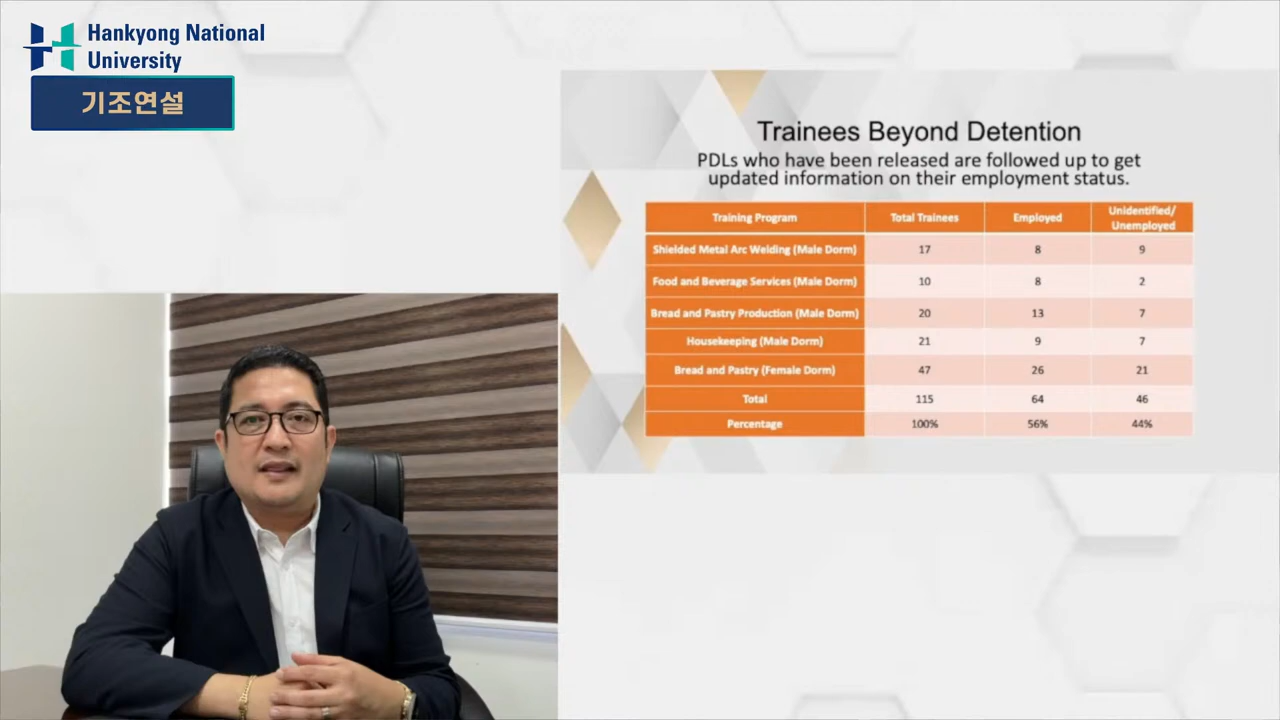 Hankyong National
University
기조연설
Trainees Beyond Detention
PDLs who have been released are followed up to get
updated information on their employment status.
Training Program Total Trainees Employed Unidentified/
Unemployed
Shielded Metal Arc Welding (Male Dorm) 17 8 9
Food and Beverage Services (Male Dorm) 10 8 2
Bread and Pastry Production (Male Dorm) 20 13 7
Housekeeping (Male Dorm) 21 9 7
Bread and Pastry (Female Dorm) 47 26 21
Total 115 64 46
Percentage 100% 56% 44%